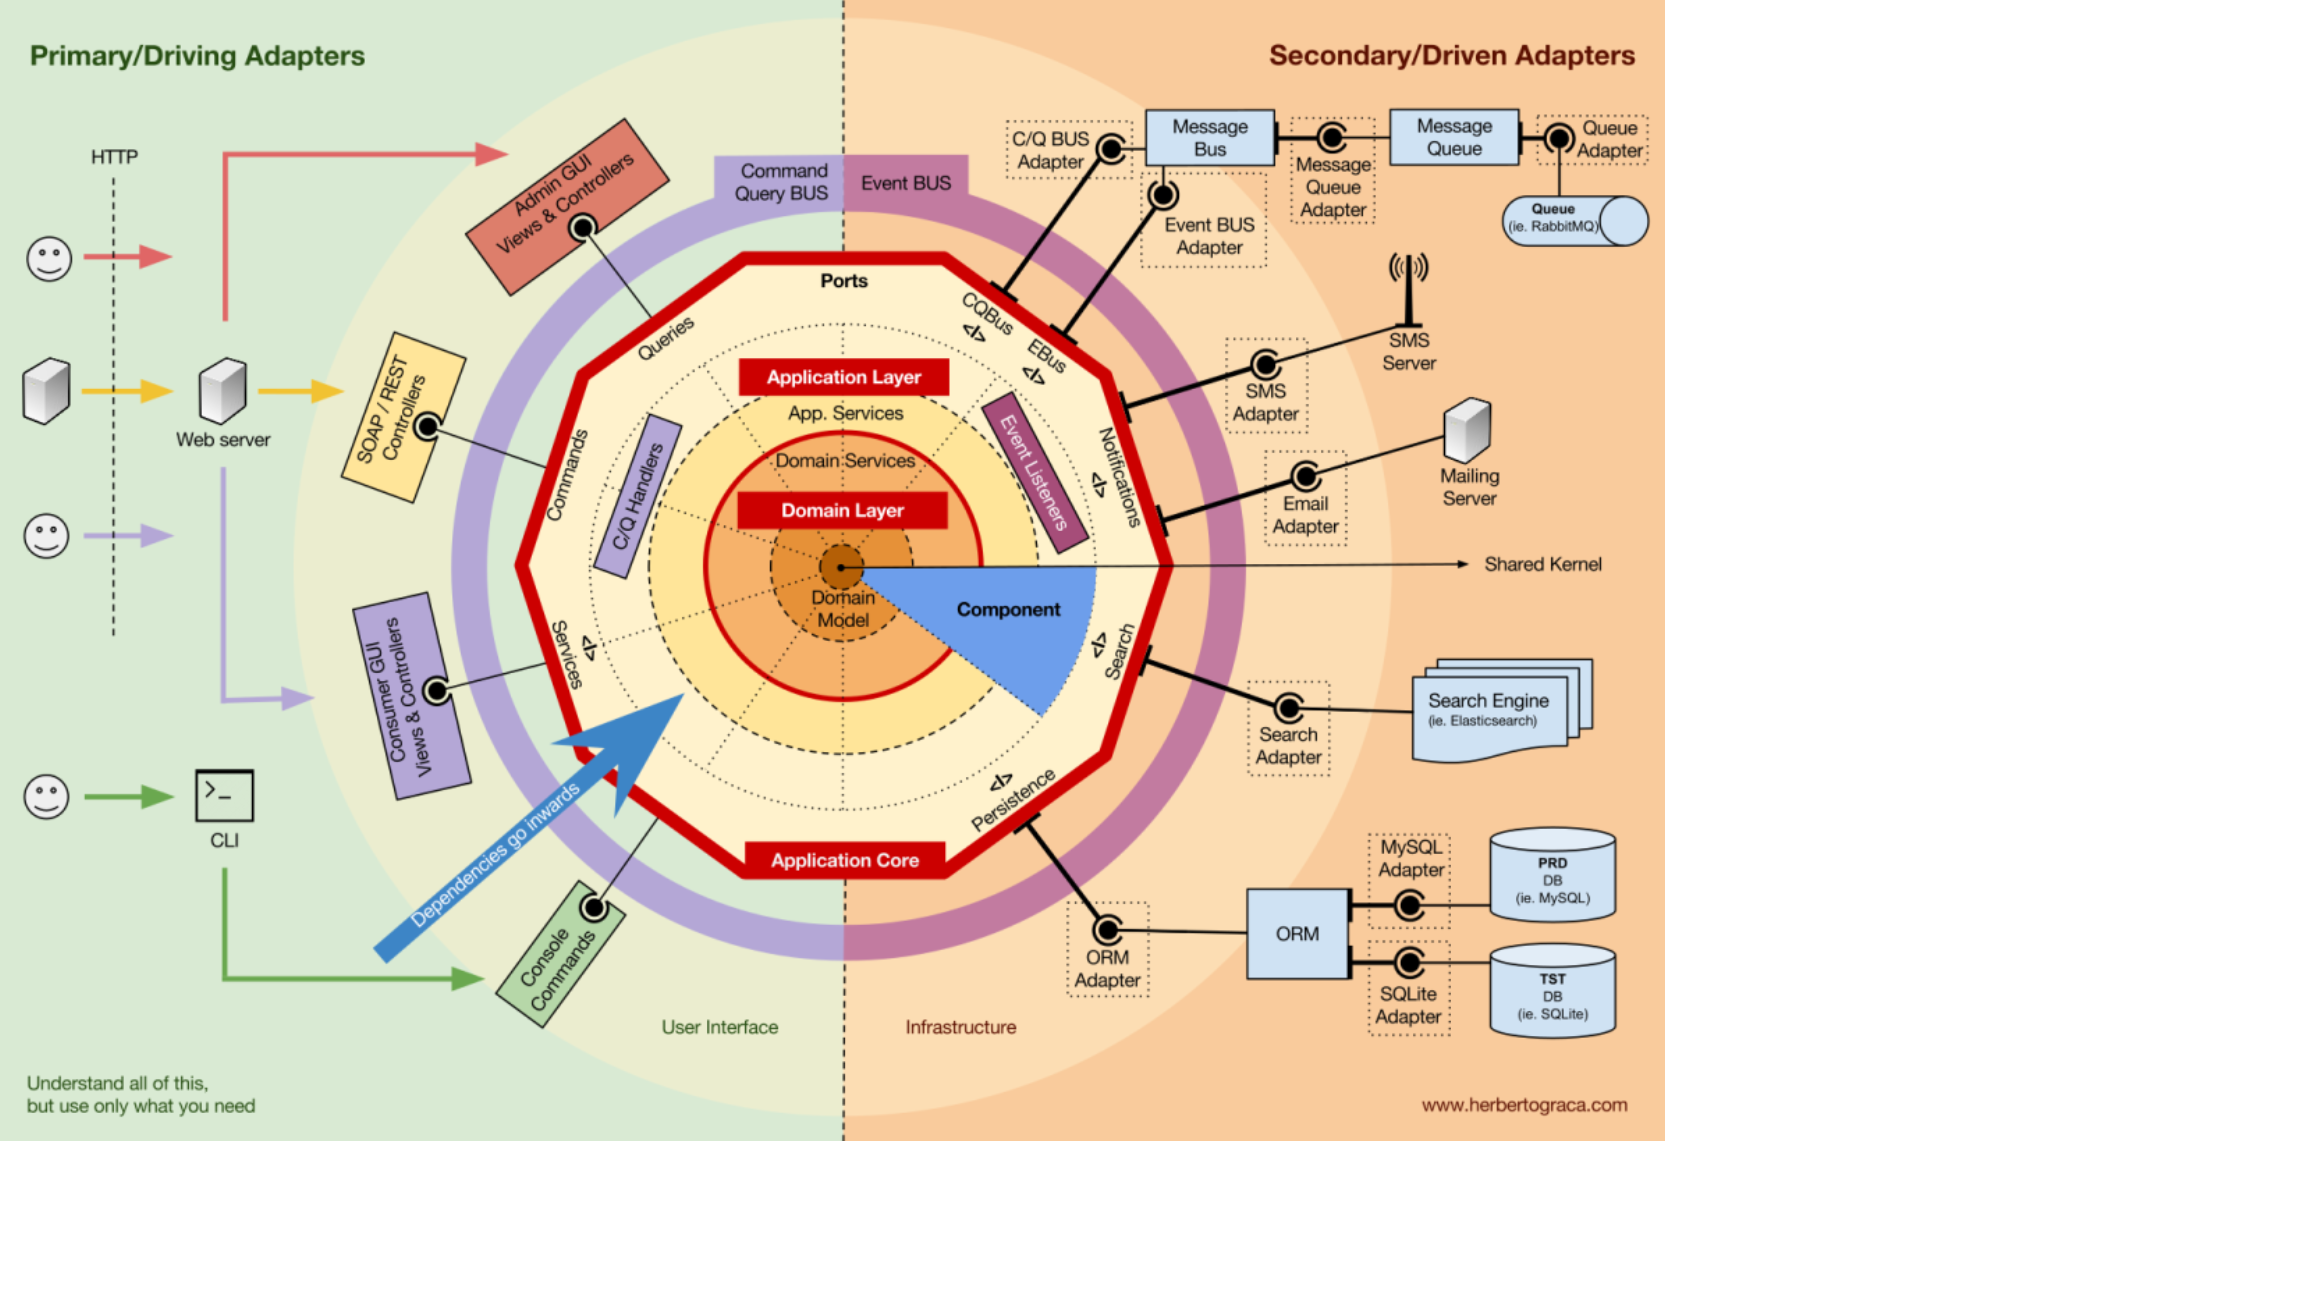 Primary/Driving Adapters
Secondary/Driven Adapters
HTTP
Admin GUI
Views & Controllers
Command
Query BUS
Event BUS
C/Q BUS
Adapter
Message
Bus
Message
Queue
Adapter
Message
Queue
Queue
Adapter
Event BUS
Adapter
Queue
(ie. RabbitMQ)
Ports
Queries
CQBus
</>
EBus
</>
SMS
Server
SMS
Adapter
SOAP / REST
Controllers
Web server
Application Layer
App. Services
Commands
C/Q Handlers
Domain Services
Event Listeners
Notifications
</>
Domain Layer
Email
Adapter
Mailing
Server
Shared Kernel
Domain
Model
Component
Consumer GUI
Views & Controllers
Services
</>
Search
</>
Search Engine
(ie. Elasticsearch)
Search
Adapter
Dependencies go inwards
</>
Persistence
CLI
Application Core
MySQL
Adapter
PRD
DB
(ie. MySQL)
ORM
ORM
Adapter
SQLite
Adapter
TST
DB
(ie. SQLite)
Console
Commands
User Interface
Infrastructure
Understand all of this,
but use only what you need
www.herbertograca.com